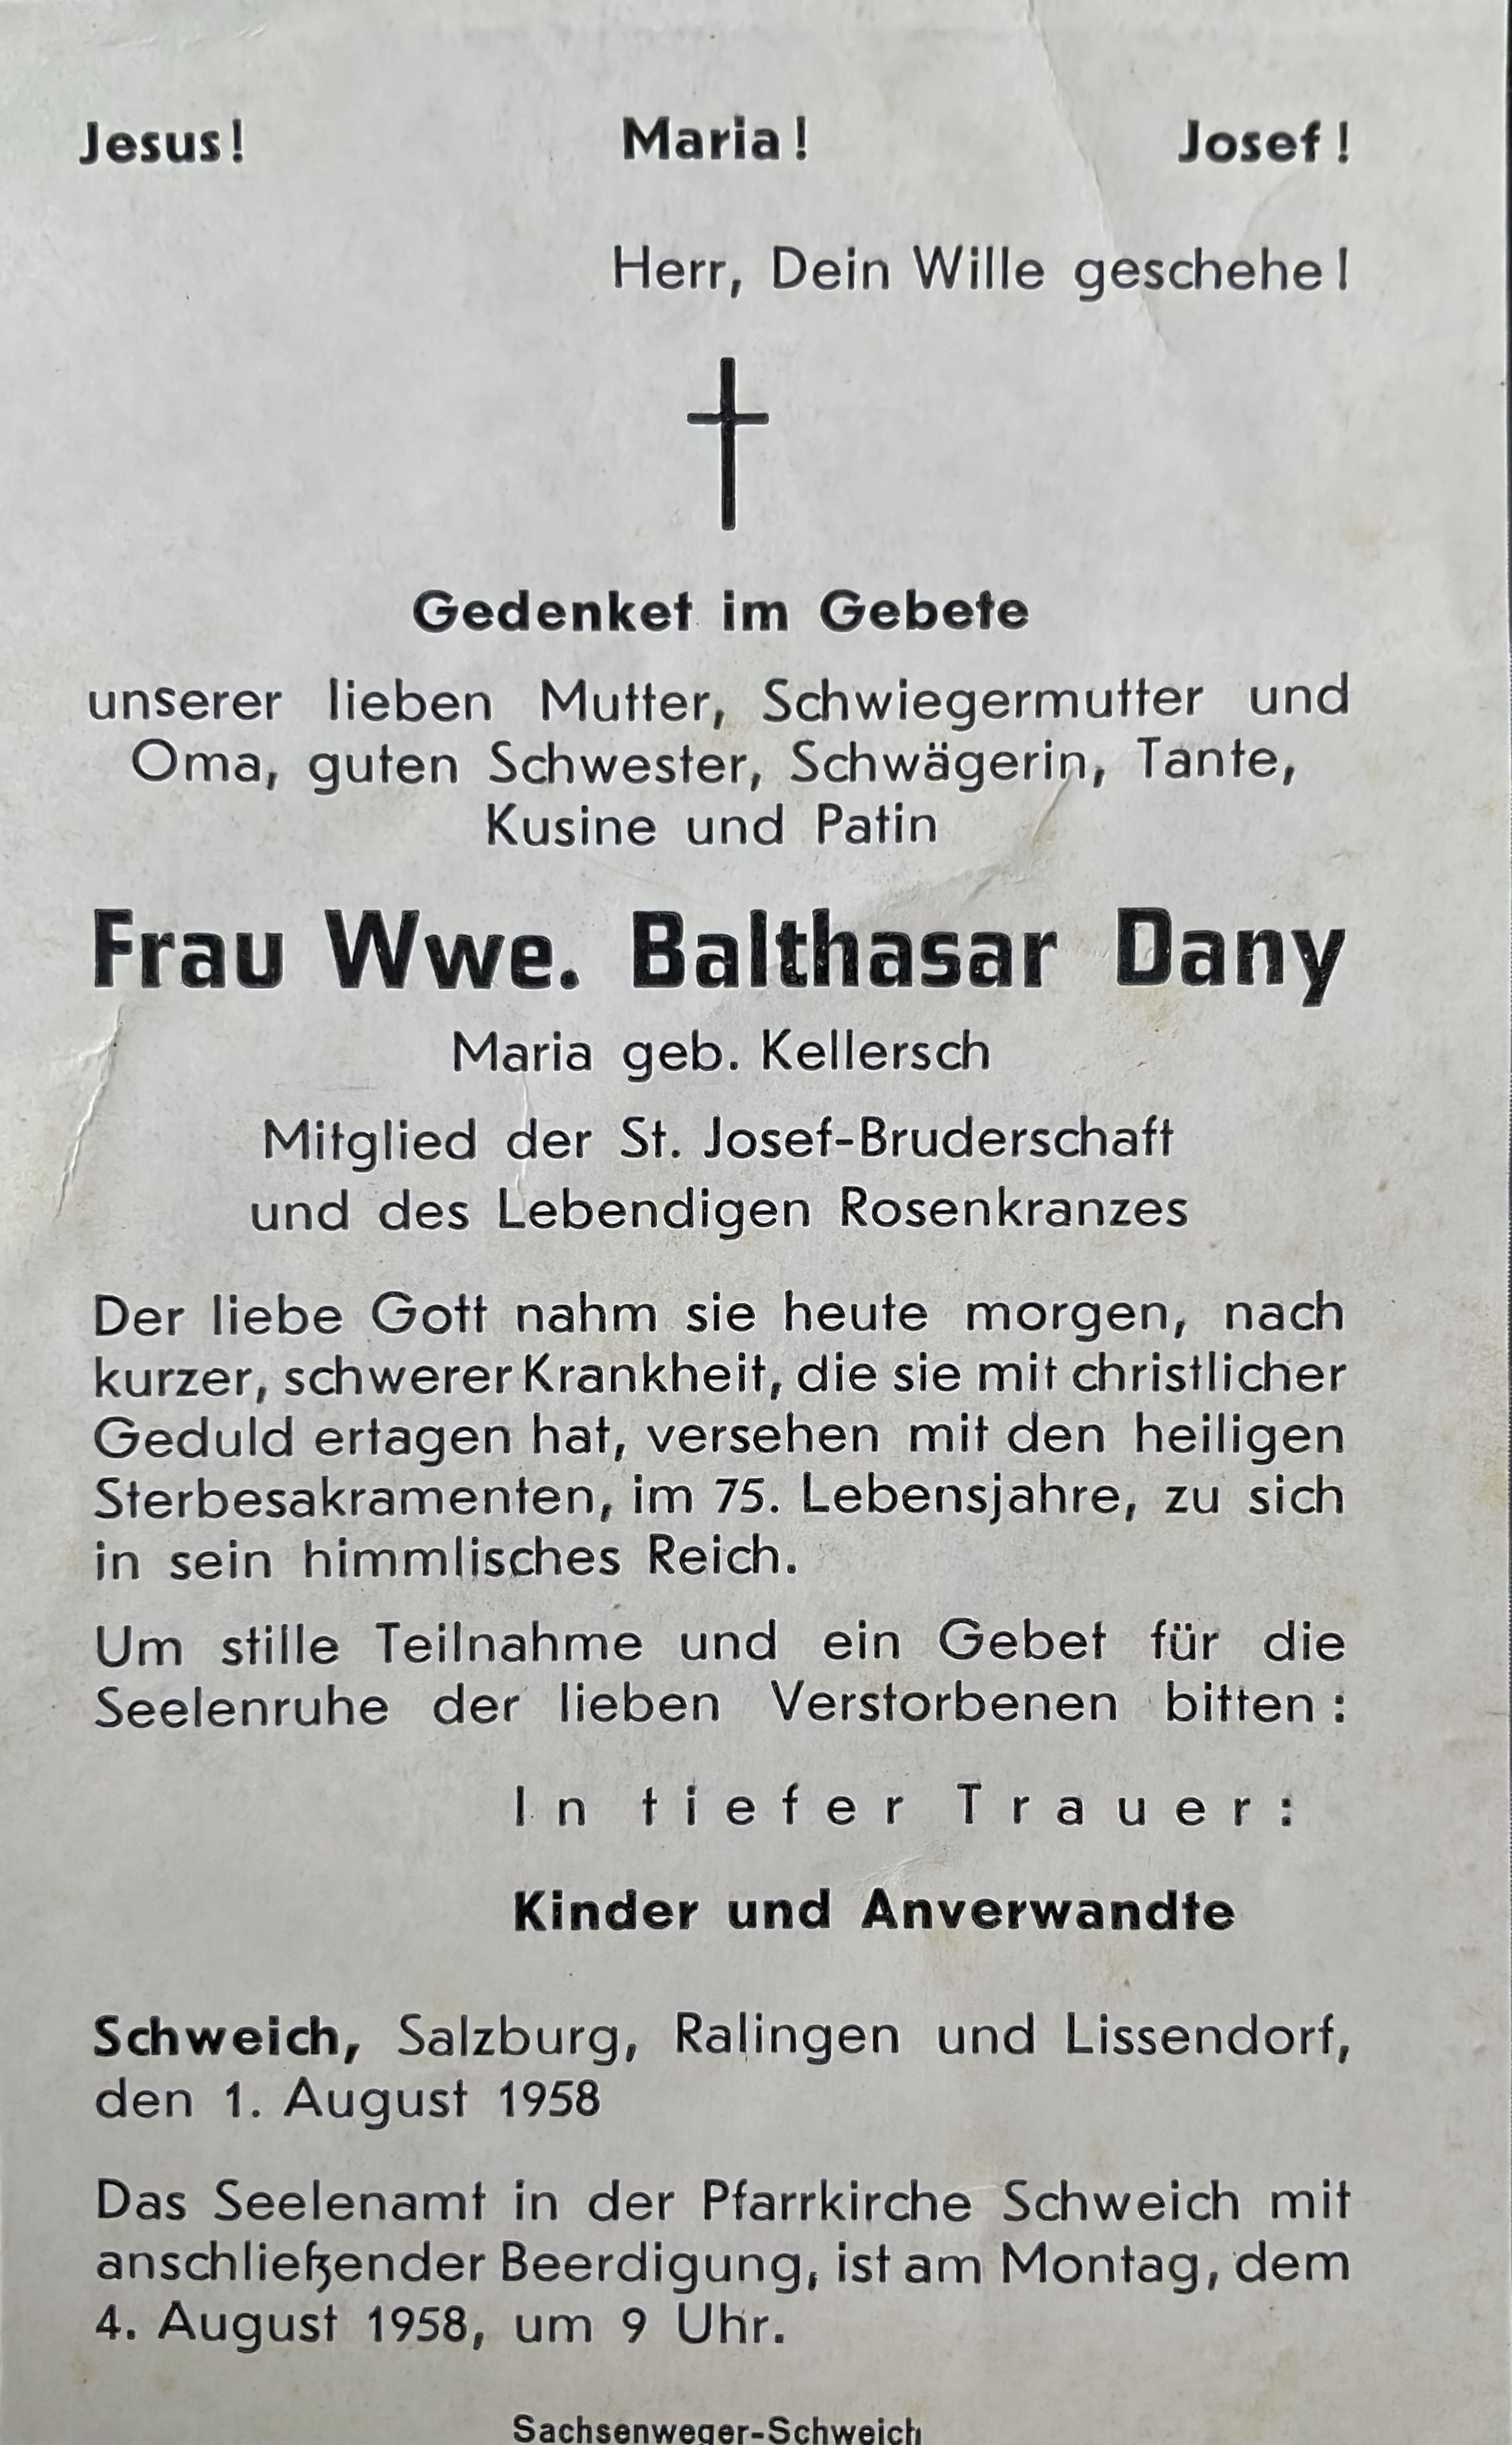 Jesus! Maria! Josef!
Herr, Dein Wille geschehe!
Gedenket im Gebete
unserer lieben Mutter, Schwiegermutter und
Oma, guten Schwester, Schwägerin, Tante,
Kusine und Patin
Frau Wwe. Balthasar Dany
Maria geb. Kellersch
Mitglied der St. Josef-Bruderschaft
und des Lebendigen Rosenkranzes
Der liebe Gott nahm sie heute morgen, nach
kurzer, schwerer Krankheit, die sie mit christlicher
Geduld ertagen hat, versehen mit den heiligen
Sterbesakramenten, im 75. Lebensjahre, zu sich
in sein himmlisches Reich.
Um stille Teilnahme und ein Gebet für die
Seelenruhe der lieben Verstorbenen bitten:
In tiefer Trauer:
Kinder und Anverwandte
Schweich, Salzburg, Ralingen und Lissendorf,
den 1. August 1958
Das Seelenamt in der Pfarrkirche Schweich mit
anschließender Beerdigung, ist am Montag, dem
4. August 1958, um 9 Uhr.
Sachsenweger-Schweich